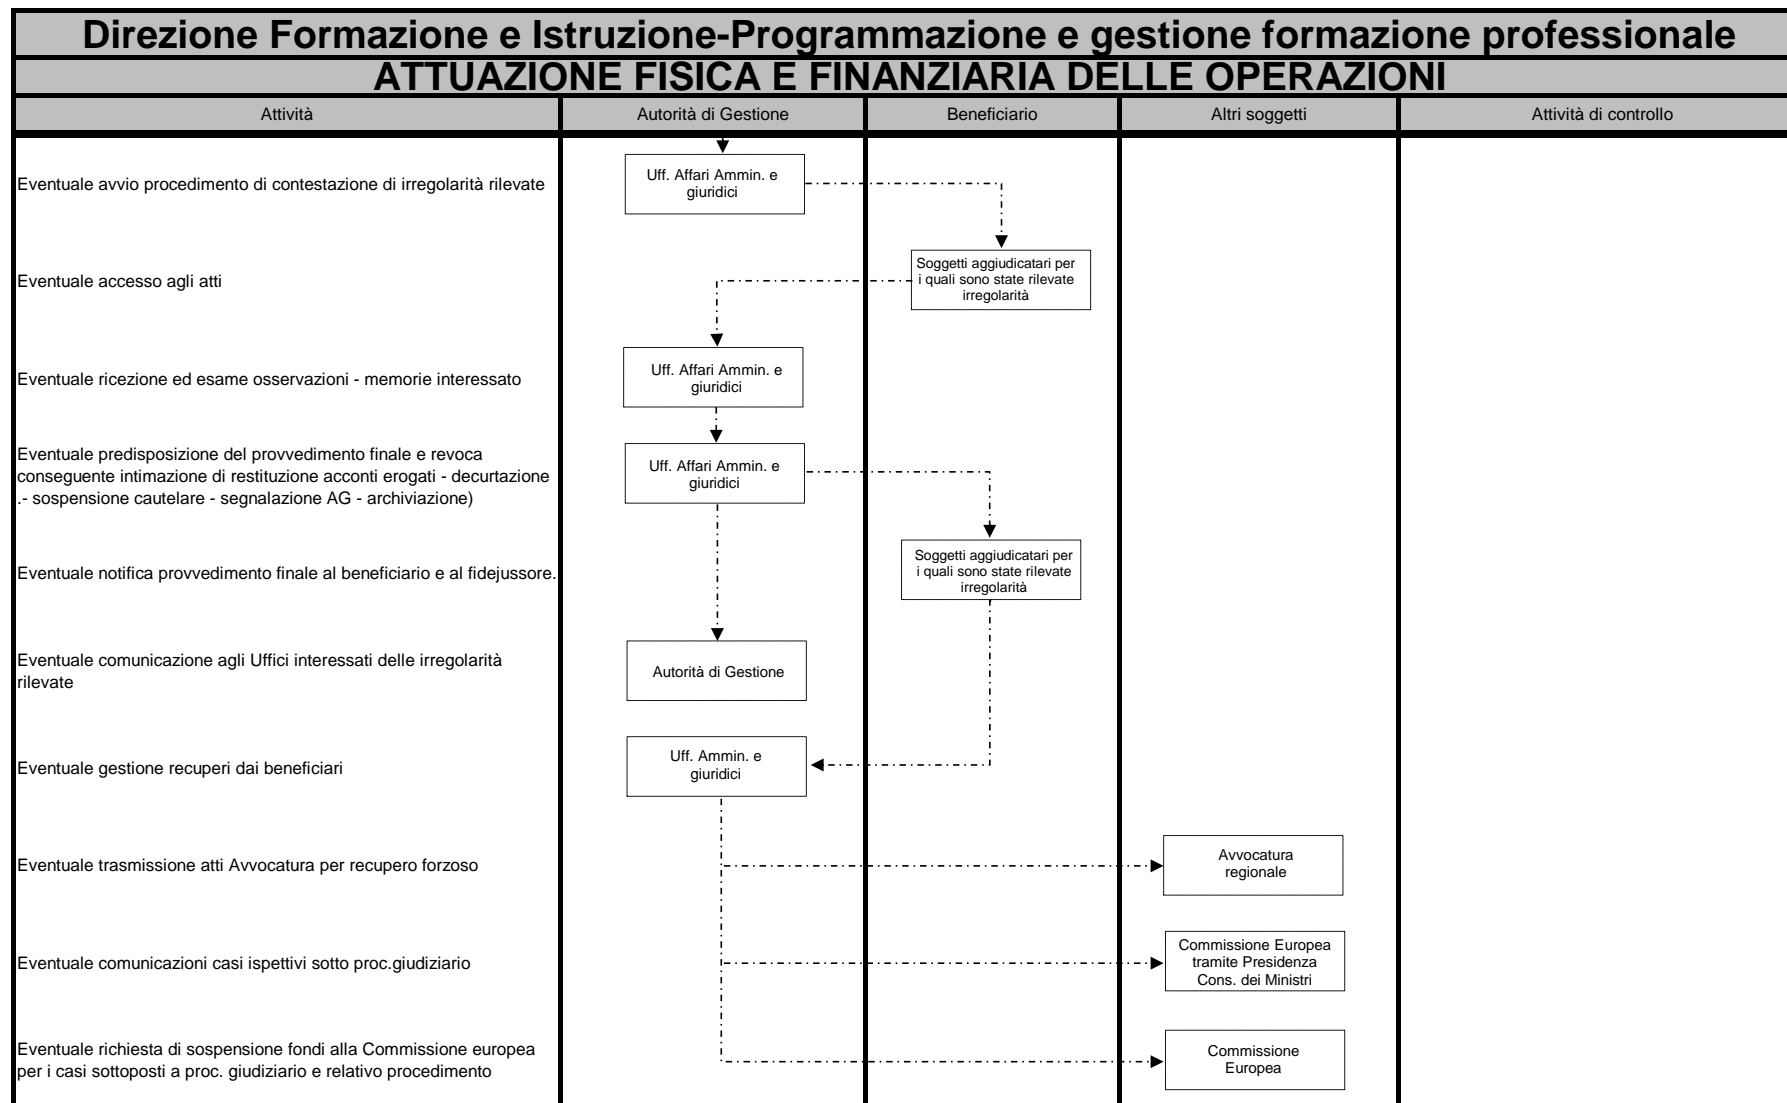 Direzione Formazione e Istruzione-Programmazione e gestione formazione professionale
ATTUAZIONE FISICA E FINANZIARIA DELLE OPERAZIONI
Attività
Autorità di Gestione
Beneficiario
Altri soggetti
Attività di controllo
Eventuale avvio procedimento di contestazione di irregolarità rilevate
Uff. Affari Ammin. e
giuridici
Eventuale accesso agli atti
Soggetti aggiudicatari per
i quali sono state rilevate
irregolarità
Eventuale ricezione ed esame osservazioni - memorie interessato
Uff. Affari Ammin. e
giuridici
Eventuale predisposizione del provvedimento finale e revoca
conseguente intimazione di restituzione acconti erogati - decurtazione
.- sospensione cautelare - segnalazione AG - archiviazione)
Uff. Affari Ammin. e
giuridici
Eventuale notifica provvedimento finale al beneficiario e al fidejussore.
Soggetti aggiudicatari per
i quali sono state rilevate
irregolarità
Eventuale comunicazione agli Uffici interessati delle irregolarità
rilevate
Autorità di Gestione
Eventuale gestione recuperi dai beneficiari
Uff. Ammin. e
giuridici
Eventuale trasmissione atti Avvocatura per recupero forzoso
Avvocatura
regionale
Eventuale comunicazioni casi ispettivi sotto proc.giudiziario
Commissione Europea
tramite Presidenza
Cons. dei Ministri
Eventuale richiesta di sospensione fondi alla Commissione europea
per i casi sottoposti a proc. giudiziario e relativo procedimento
Commissione
Europea